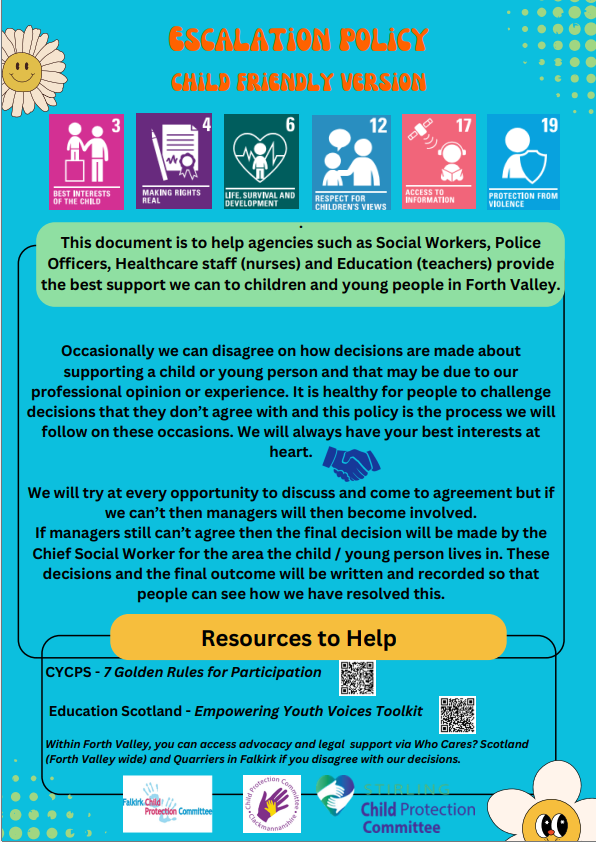 ESCALATION POLICY
CHILD FRIENDLY VERSION
3
BEST INTERESTS
OF THE CHILD
4
MAKING RIGHTS
REAL
6
LIFE, SURVIVAL AND
DEVELOPMENT
12
RESPECT FOR
CHILDREN'S VIEWS
17
ACCESS TO
INFORMATION
19
PROTECTION FROM
VIOLENCE
This document is to help agencies such as Social Workers, Police
Officers, Healthcare staff (nurses) and Education (teachers) provide
the best support we can to children and young people in Forth Valley.
Occasionally we can disagree on how decisions are made about
supporting a child or young person and that may be due to our
professional opinion or experience. It is healthy for people to challenge
decisions that they don't agree with and this policy is the process we will
follow on these occasions. We will always have your best interests at
heart.
We will try at every opportunity to discuss and come to agreement but if
we can't then managers will then become involved.
If managers still can't agree then the final decision will be made by the
Chief Social Worker for the area the child / young person lives in. These
decisions and the final outcome will be written and recorded so that
people can see how we have resolved this.
Resources to Help
CYCPS - 7 Golden Rules for Participation
Education Scotland - Empowering Youth Voices Toolkit
Within Forth Valley, you can access advocacy and legal support via Who Cares? Scotland
(Forth Valley wide) and Quarriers in Falkirk if you disagree with our decisions.
Falkirk Child
Protection Committee
Child Protection Committee
Clackmannanshire
STIRLING
Child Protection
Committee